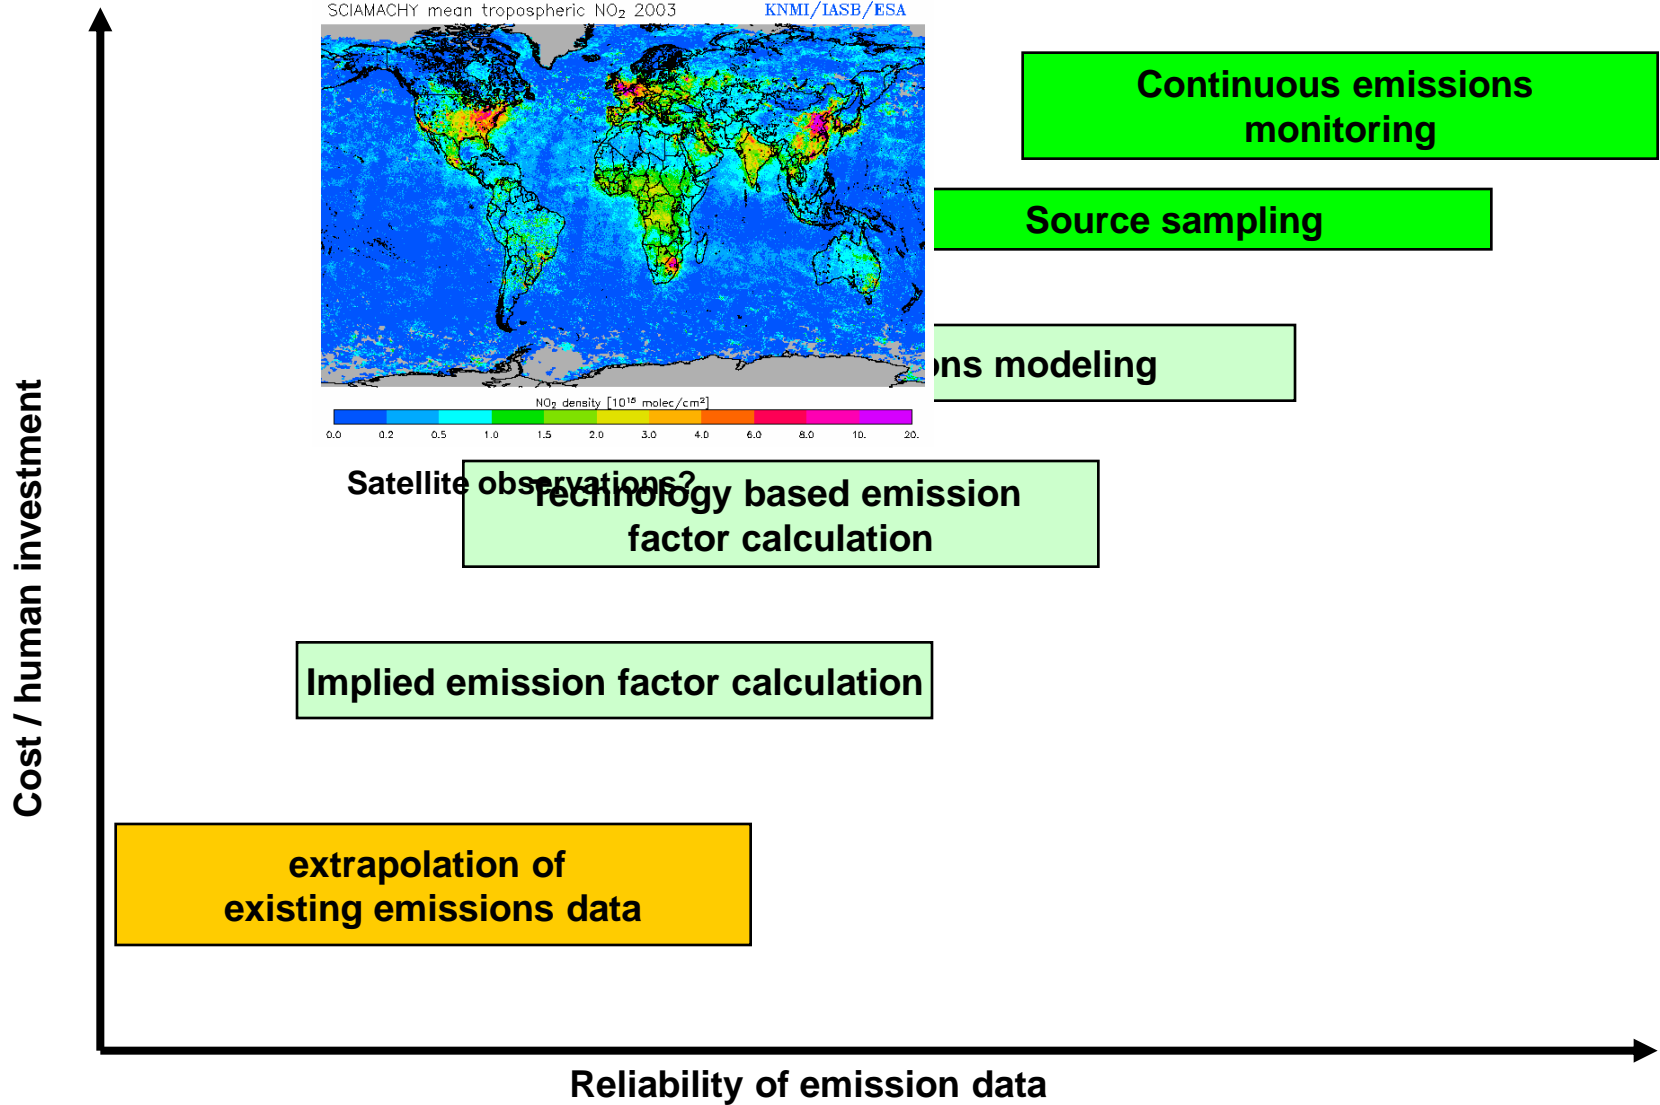 SCIAMACHY mean tropospheric NO₂ 2003
KNMI/IASB/ESA
Continuous emissions
monitoring
Source sampling
ons modeling
NO₂ density [10¹⁵ molec/cm²]
0.0 0.2 0.5 1.0 1.5 2.0 3.0 4.0 6.0 8.0 10. 20.
Satellite observations?
Technology based emission
factor calculation
Implied emission factor calculation
extrapolation of
existing emissions data
Cost / human investment
Reliability of emission data